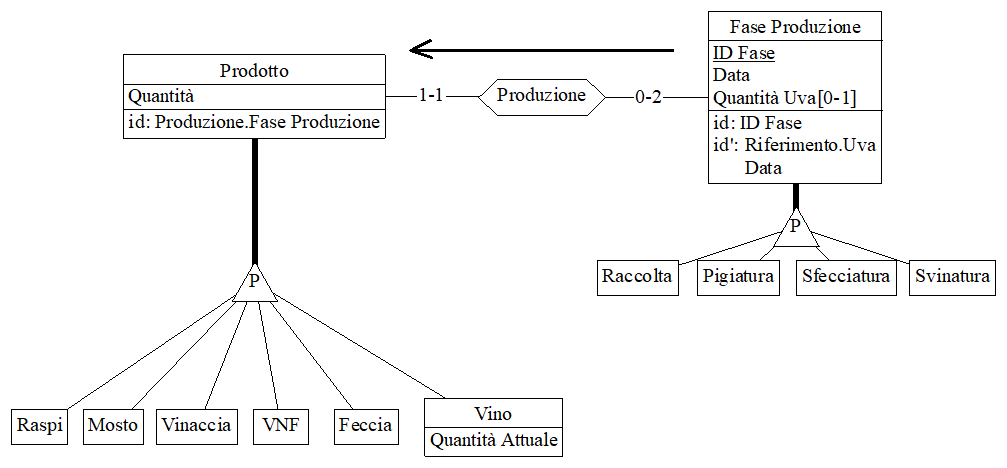 Fase Produzione
ID Fase
Data
Quantità Uva[0-1]
id: ID Fase
id': Riferimento.Uva
Data
Prodotto
Quantità
id: Produzione.Fase Produzione
1-1
Produzione
0-2
P
Raccolta
Pigiatura
Sfecciatura
Svinatura
P
Raspi
Mosto
Vinaccia
VNF
Feccia
Vino
Quantità Attuale